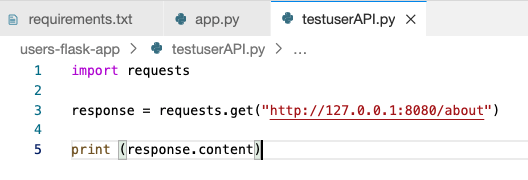 requirements.txt app.py testuserAPI.py ×
users-flask-app > testuserAPI.py > ...
1 import requests
2
3 response = requests.get("http://127.0.0.1:8080/about")
4
5 print (response.content)